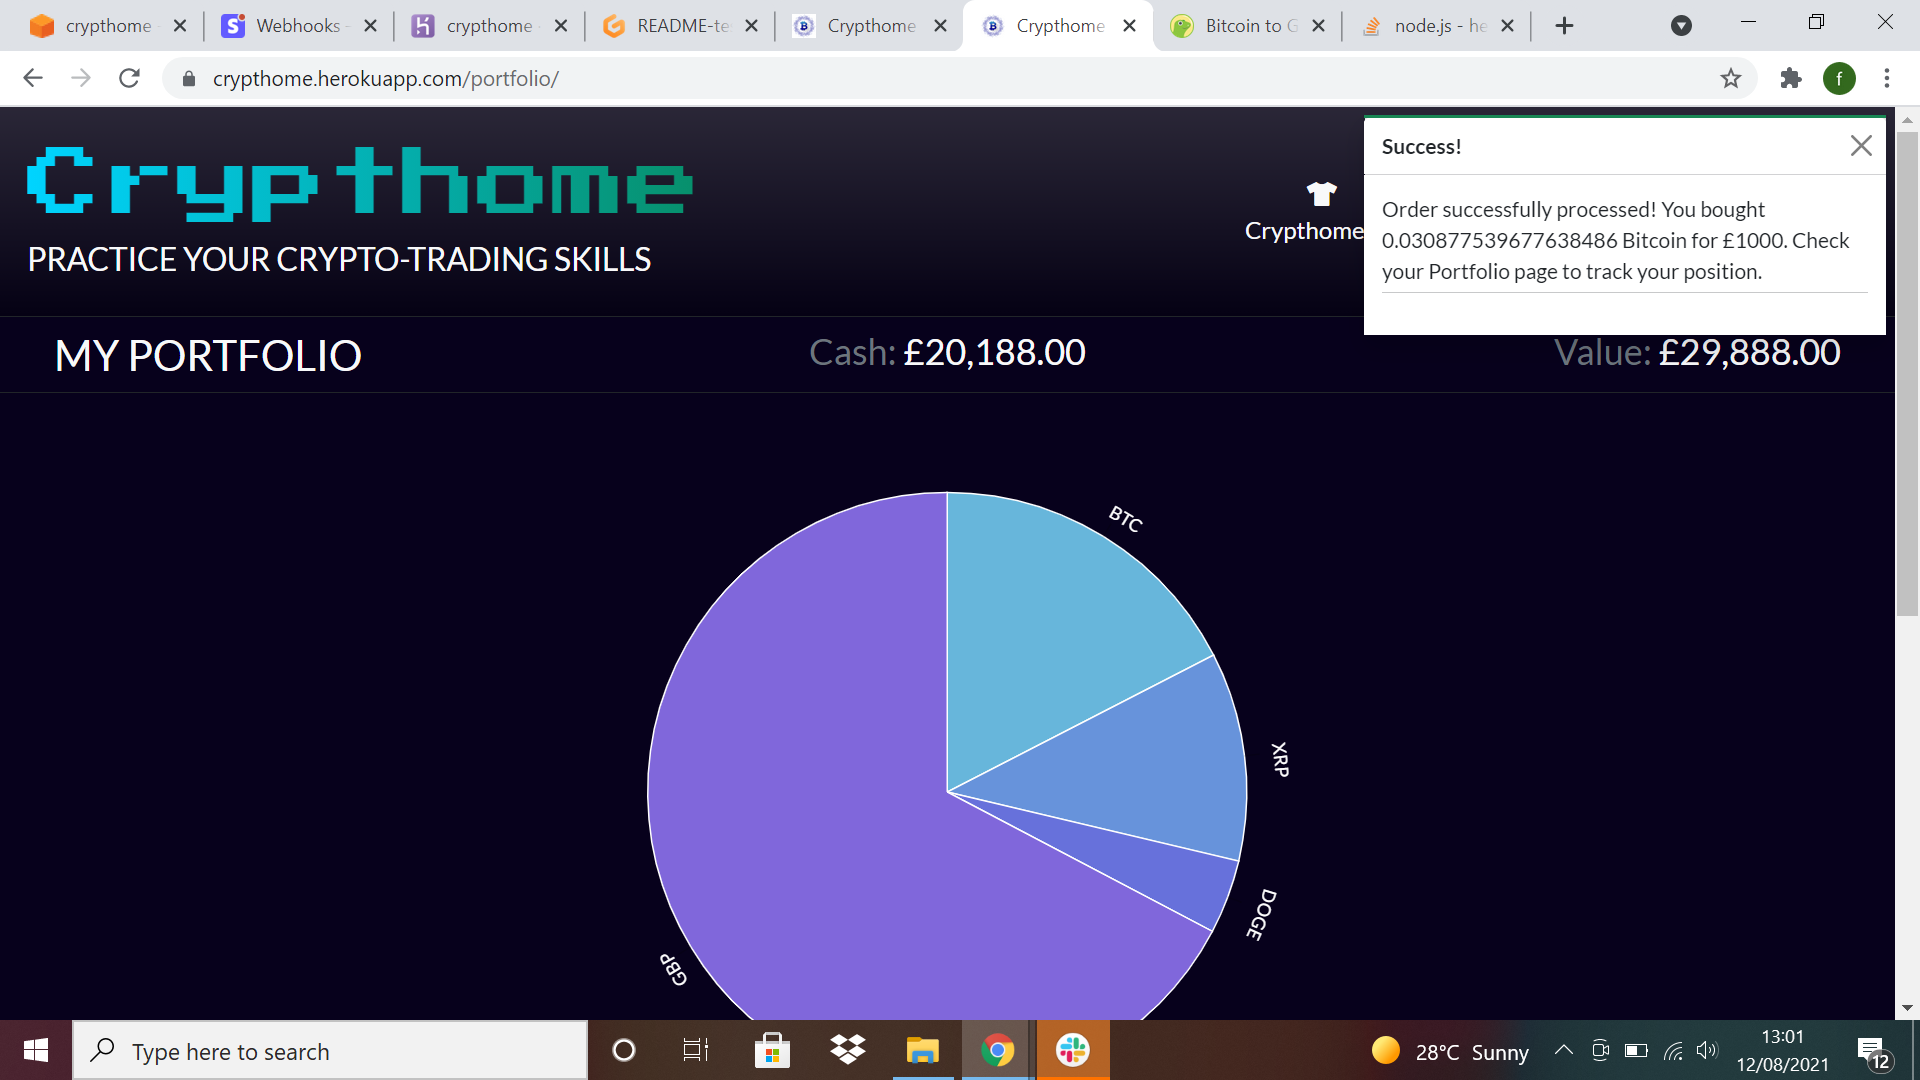 crypthome
Webhooks -
crypthome
README-te
Crypthome
Crypthome
Bitcoin to G
node.js - he
crypthome.herokuapp.com/portfolio/
f
Crypthome
PRACTICE YOUR CRYPTO-TRADING SKILLS
Crypthome
Success!
Order successfully processed! You bought
0.030877539677638486 Bitcoin for £1000. Check
your Portfolio page to track your position.
MY PORTFOLIO
Cash: £20,188.00
Value: £29,888.00
BTC
XRP
DOGE
GBP
Type here to search
28°C Sunny
13:01
12/08/2021
12